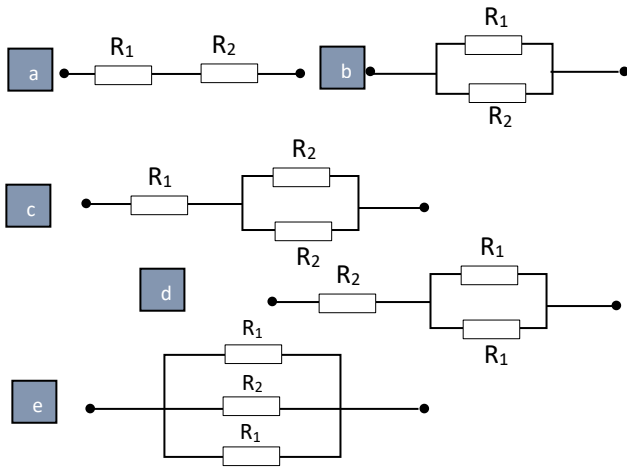 a R₁ R₂
b R₁
R₂
c R₁ R₂
R₂
d R₂ R₁
R₁
e R₁
R₂
R₁